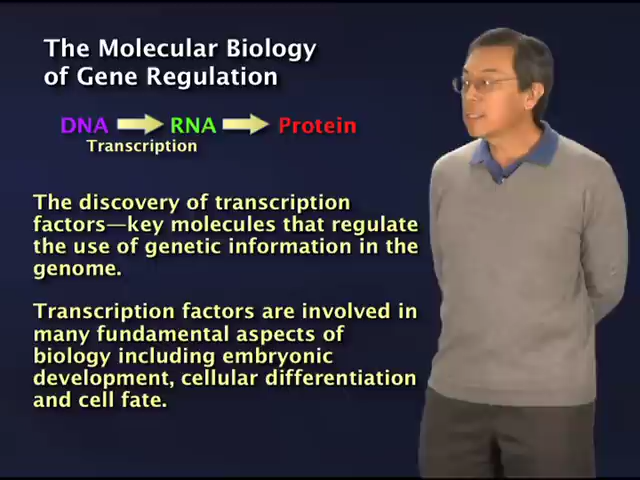 The Molecular Biology
of Gene Regulation
DNA RNA Protein
Transcription
The discovery of transcription
factors—key molecules that regulate
the use of genetic information in the
genome.
Transcription factors are involved in
many fundamental aspects of
biology including embryonic
development, cellular differentiation
and cell fate.